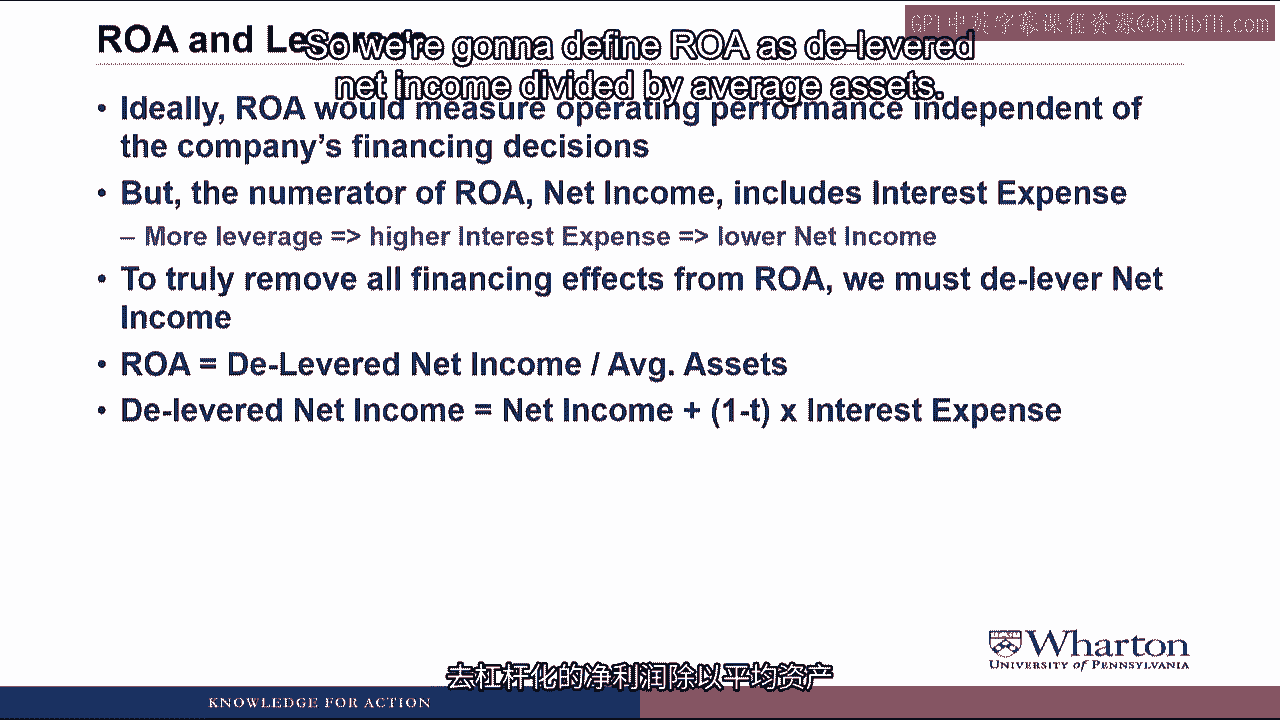 GPT中英字幕课程资源@bilibili.com
ROA and Leverage
So we're gonna define ROA as de-levered
net income divided by average assets.
• Ideally, ROA would measure operating performance independent of
the company's financing decisions
• But, the numerator of ROA, Net Income, includes Interest Expense
– More leverage => higher Interest Expense => lower Net Income
• To truly remove all financing effects from ROA, we must de-lever Net
Income
• ROA = De-Levered Net Income / Avg. Assets
• De-levered Net Income = Net Income + (1-t) x Interest Expense
Wharton
UNIVERSITY of PENNSYLVANIA
去杠杆化的净利润除以平均资产
KNOWLEDGE FOR ACTION